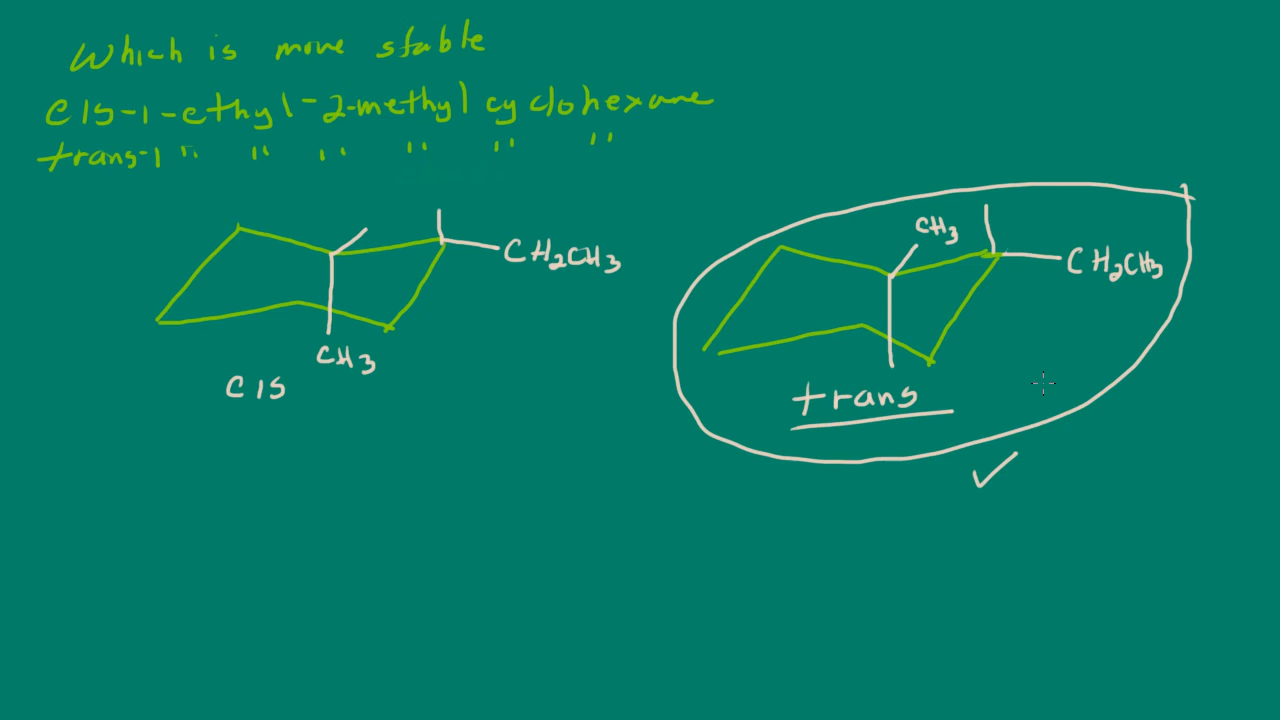 Which is more stable
CIS-1-ethyl-2-methyl cyclohexane
trans-1 " " " " " "
CH3
CH2CH3
CH2CH3
CH3
CIS
trans